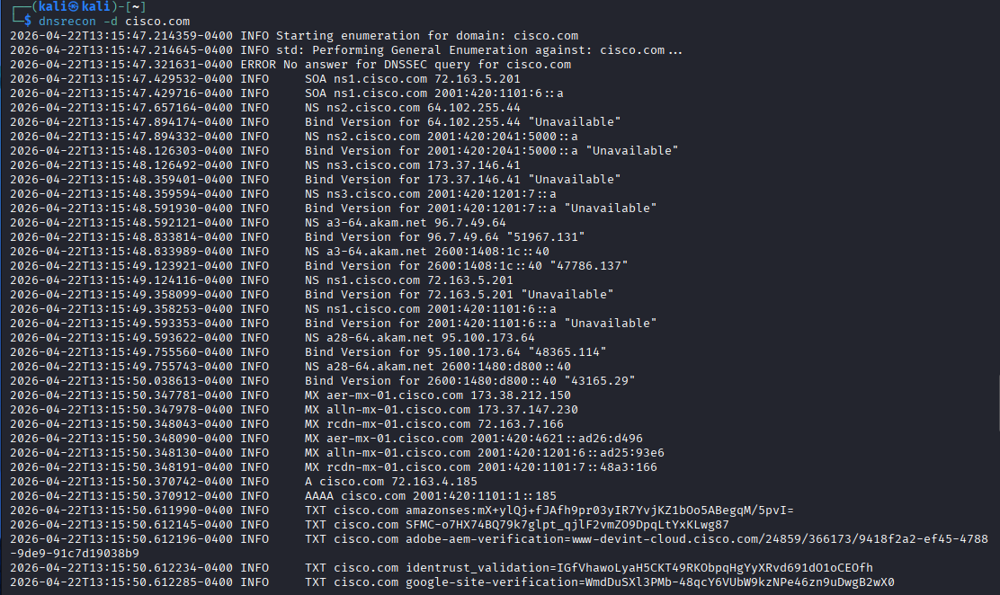 ┌──(kali㉿kali)-[~]
└─$ dnsrecon -d cisco.com
2026-04-22T13:15:47.214359-0400 INFO Starting enumeration for domain: cisco.com
2026-04-22T13:15:47.214645-0400 INFO std: Performing General Enumeration against: cisco.com...
2026-04-22T13:15:47.321631-0400 ERROR No answer for DNSSEC query for cisco.com
2026-04-22T13:15:47.429532-0400 INFO     SOA ns1.cisco.com 72.163.5.201
2026-04-22T13:15:47.429716-0400 INFO     SOA ns1.cisco.com 2001:420:1101:6::a
2026-04-22T13:15:47.657164-0400 INFO     NS ns2.cisco.com 64.102.255.44
2026-04-22T13:15:47.894174-0400 INFO     Bind Version for 64.102.255.44 "Unavailable"
2026-04-22T13:15:47.894332-0400 INFO     NS ns2.cisco.com 2001:420:2041:5000::a
2026-04-22T13:15:48.126303-0400 INFO     Bind Version for 2001:420:2041:5000::a "Unavailable"
2026-04-22T13:15:48.126492-0400 INFO     NS ns3.cisco.com 173.37.146.41
2026-04-22T13:15:48.359401-0400 INFO     Bind Version for 173.37.146.41 "Unavailable"
2026-04-22T13:15:48.359594-0400 INFO     NS ns3.cisco.com 2001:420:1201:7::a
2026-04-22T13:15:48.591930-0400 INFO     Bind Version for 2001:420:1201:7::a "Unavailable"
2026-04-22T13:15:48.592121-0400 INFO     NS a3-64.akam.net 96.7.49.64
2026-04-22T13:15:48.833814-0400 INFO     Bind Version for 96.7.49.64 "51967.131"
2026-04-22T13:15:48.833989-0400 INFO     NS a3-64.akam.net 2600:1408:1c::40
2026-04-22T13:15:49.123921-0400 INFO     Bind Version for 2600:1408:1c::40 "47786.137"
2026-04-22T13:15:49.124116-0400 INFO     NS ns1.cisco.com 72.163.5.201
2026-04-22T13:15:49.358099-0400 INFO     Bind Version for 72.163.5.201 "Unavailable"
2026-04-22T13:15:49.358253-0400 INFO     NS ns1.cisco.com 2001:420:1101:6::a
2026-04-22T13:15:49.593353-0400 INFO     Bind Version for 2001:420:1101:6::a "Unavailable"
2026-04-22T13:15:49.593622-0400 INFO     NS a28-64.akam.net 95.100.173.64
2026-04-22T13:15:49.755560-0400 INFO     Bind Version for 95.100.173.64 "48365.114"
2026-04-22T13:15:49.755743-0400 INFO     NS a28-64.akam.net 2600:1480:d800::40
2026-04-22T13:15:50.038613-0400 INFO     Bind Version for 2600:1480:d800::40 "43165.29"
2026-04-22T13:15:50.347781-0400 INFO     MX aer-mx-01.cisco.com 173.38.212.150
2026-04-22T13:15:50.347978-0400 INFO     MX alln-mx-01.cisco.com 173.37.147.230
2026-04-22T13:15:50.348043-0400 INFO     MX rcdn-mx-01.cisco.com 72.163.7.166
2026-04-22T13:15:50.348090-0400 INFO     MX aer-mx-01.cisco.com 2001:420:4621::ad26:d496
2026-04-22T13:15:50.348130-0400 INFO     MX alln-mx-01.cisco.com 2001:420:1201:6::ad25:93e6
2026-04-22T13:15:50.348191-0400 INFO     MX rcdn-mx-01.cisco.com 2001:420:1101:7::48a3:166
2026-04-22T13:15:50.370742-0400 INFO     A cisco.com 72.163.4.185
2026-04-22T13:15:50.370912-0400 INFO     AAAA cisco.com 2001:420:1101:1::185
2026-04-22T13:15:50.611990-0400 INFO     TXT cisco.com amazonses:mX+ylQj+fJAfh9pr03yIR7YvjKZ1bOo5ABegqM/5pvI=
2026-04-22T13:15:50.612145-0400 INFO     TXT cisco.com SFMC-o7HX74BQ79k7glpt_qjlF2vmZO9DpqLtYxKLwg87
2026-04-22T13:15:50.612196-0400 INFO     TXT cisco.com adobe-aem-verification=www-devint-cloud.cisco.com/24859/366173/9418f2a2-ef45-4788
-9de9-91c7d19038b9
2026-04-22T13:15:50.612234-0400 INFO     TXT cisco.com identrust_validation=IGfVhawoLyaH5CKT49RKObpqHgYyXRvd691dO1oCEOfh
2026-04-22T13:15:50.612285-0400 INFO     TXT cisco.com google-site-verification=WmdDuSXl3PMb-48qcY6VUbW9kzNPe46zn9uDwgB2wX0